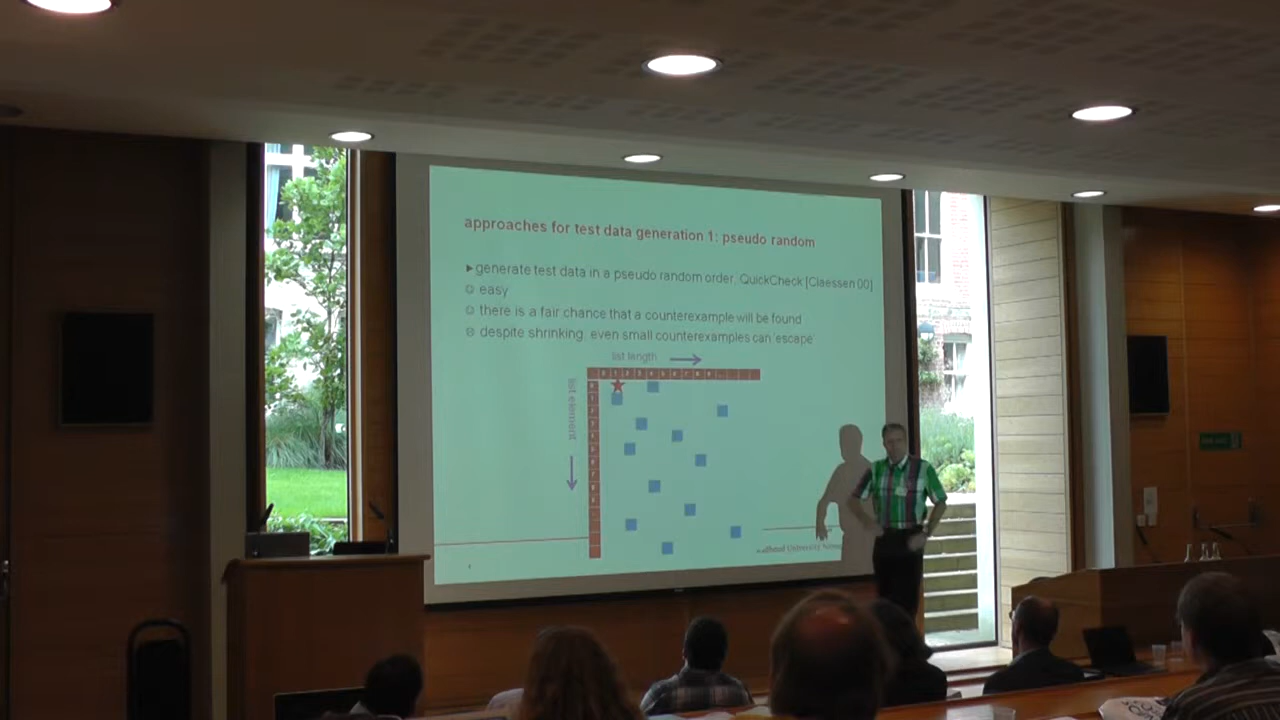 approaches for test data generation 1: pseudo random
►generate test data in a pseudo random order, QuickCheck [Claessen 00]
☺ easy
☺ there is a fair chance that a counterexample will be found
☹ despite shrinking, even small counterexamples can 'escape'
list length
list element
University